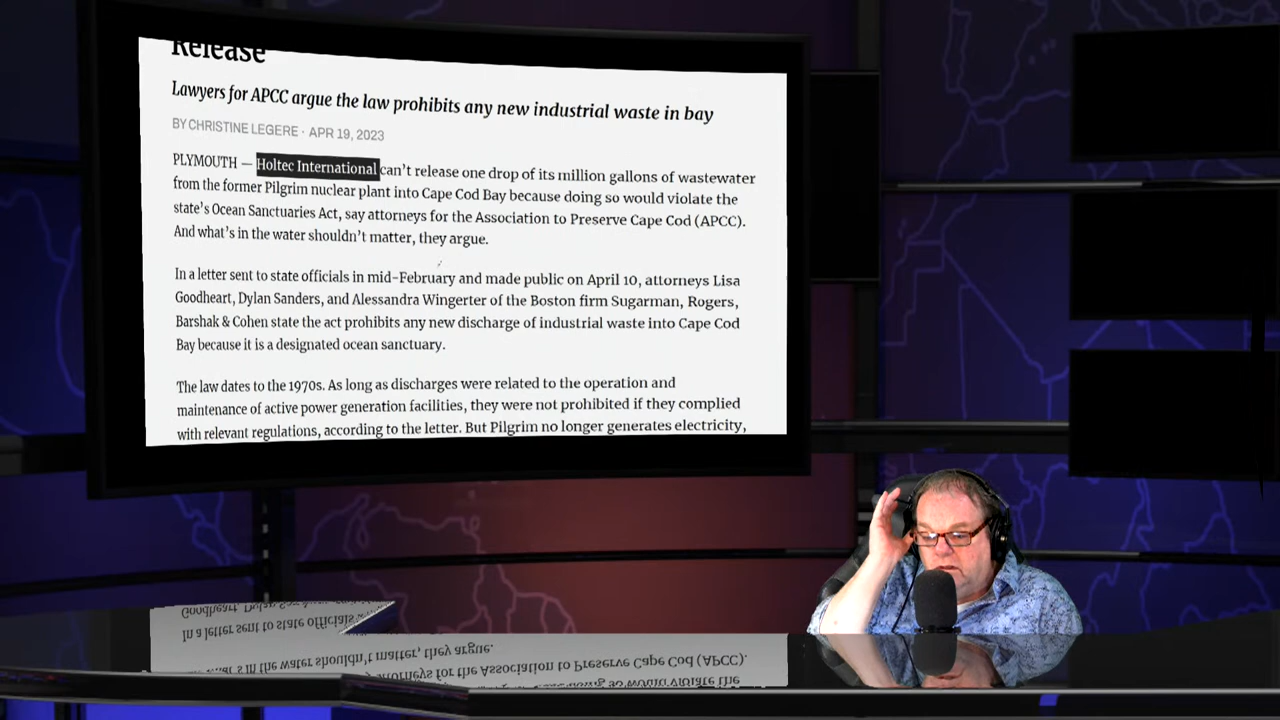 Release
Lawyers for APCC argue the law prohibits any new industrial waste in bay
BY CHRISTINE LEGERE · APR 19, 2023
PLYMOUTH — Holtec International can't release one drop of its million gallons of wastewater
from the former Pilgrim nuclear plant into Cape Cod Bay because doing so would violate the
state's Ocean Sanctuaries Act, say attorneys for the Association to Preserve Cape Cod (APCC).
And what's in the water shouldn't matter, they argue.
In a letter sent to state officials in mid-February and made public on April 10, attorneys Lisa
Goodheart, Dylan Sanders, and Alessandra Wingerter of the Boston firm Sugarman, Rogers,
Barshak & Cohen state the act prohibits any new discharge of industrial waste into Cape Cod
Bay because it is a designated ocean sanctuary.
The law dates to the 1970s. As long as discharges were related to the operation and
maintenance of active power generation facilities, they were not prohibited if they complied
with relevant regulations, according to the letter. But Pilgrim no longer generates electricity,